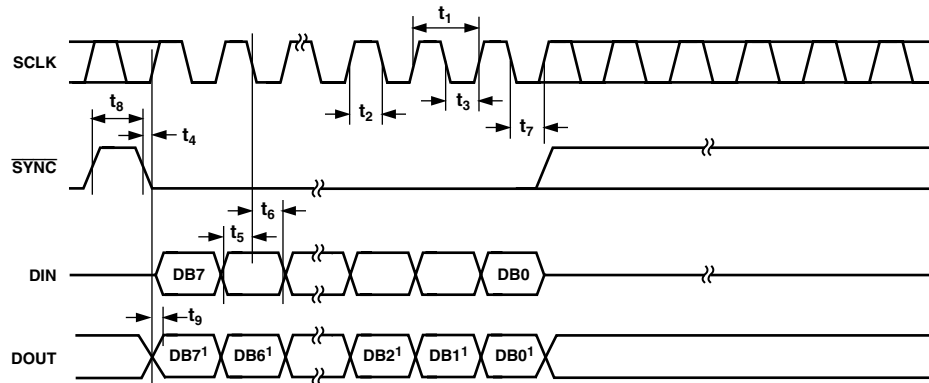 t1
SCLK
t8
t2
t3
t4
t7
SYNC
t6
t5
DIN
DB7
DB0
t9
DOUT
DB7¹
DB6¹
DB2¹
DB1¹
DB0¹